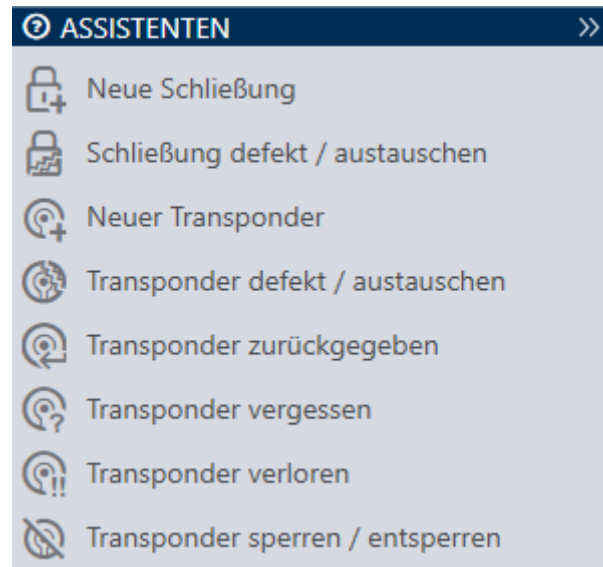 ASSISTENTEN
Neue Schließung
Schließung defekt / austauschen
Neuer Transponder
Transponder defekt / austauschen
Transponder zurückgegeben
Transponder vergessen
Transponder verloren
Transponder sperren / entsperren